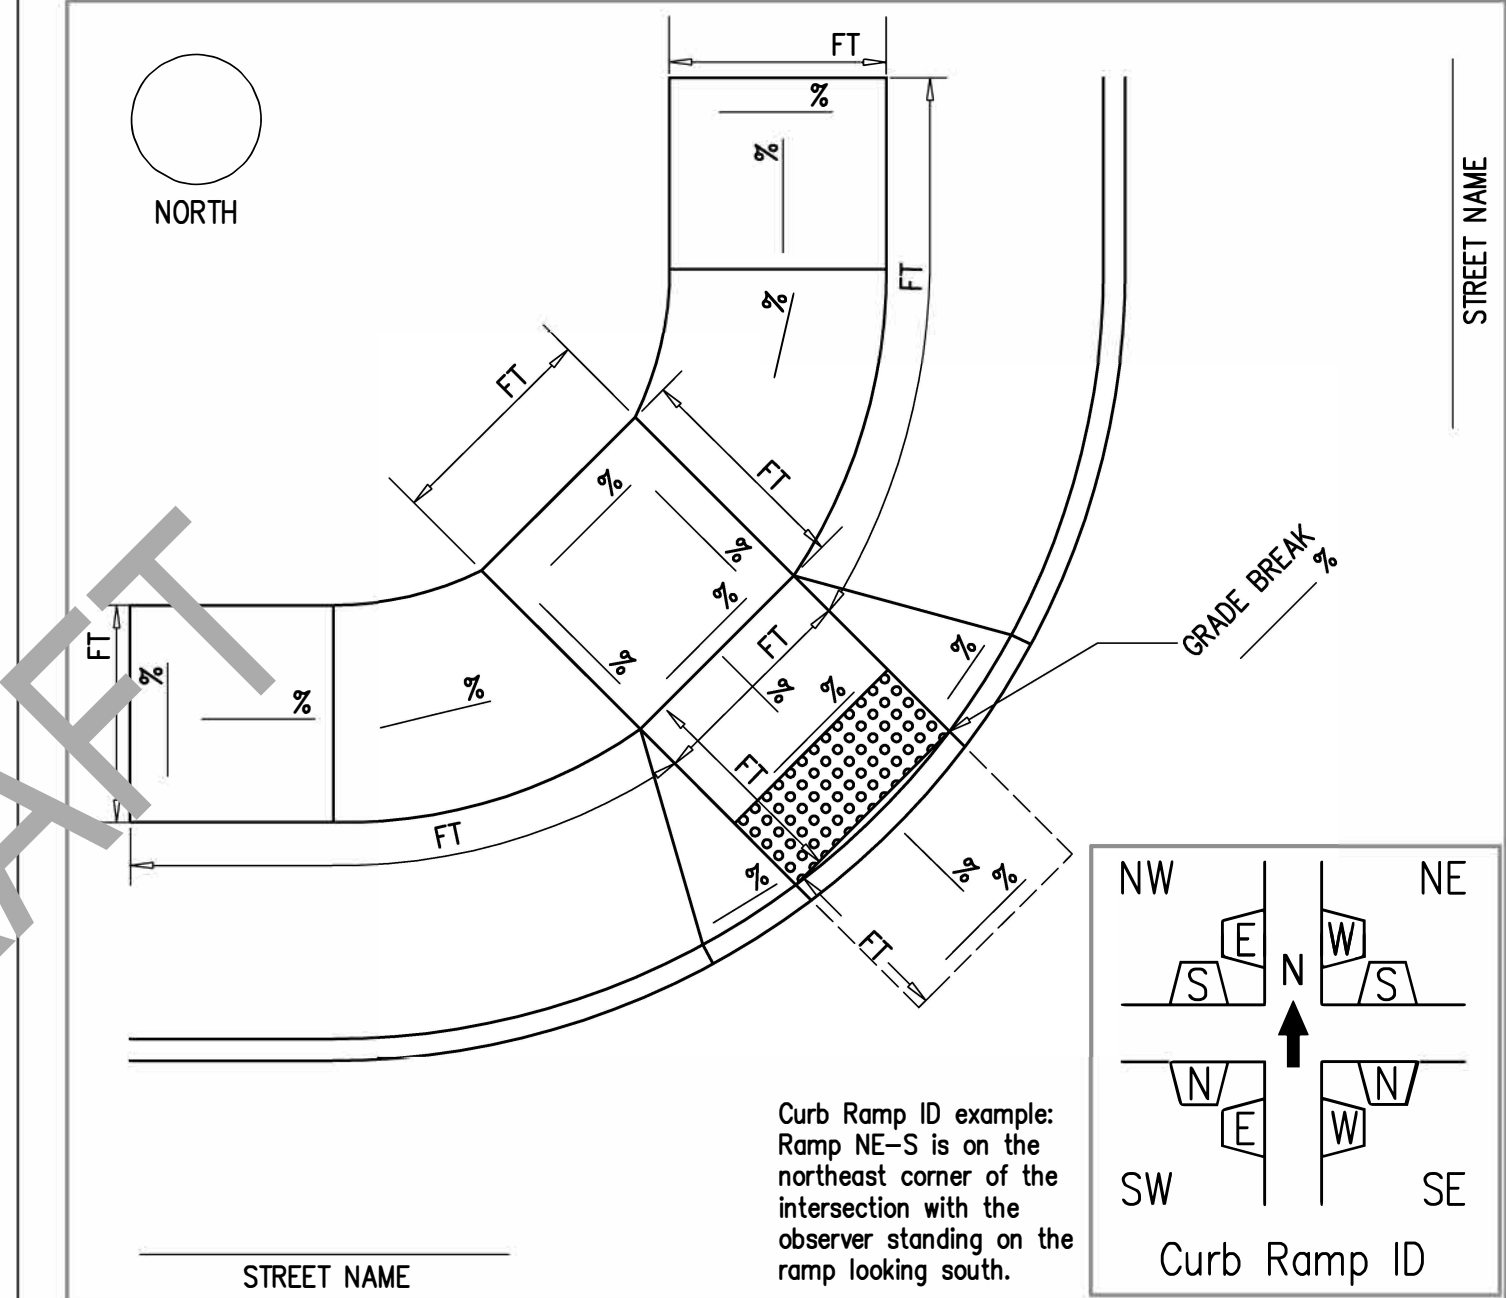 FT
%
%
NORTH
STREET NAME
FT
%
FT
FT
%
%
GRADE BREAK
%
%
%
FT
FT
%
%
%
%
%
%
FT
FT
%
%
%
FT
AFT
NW
NE
E
W
S
N
S
N
N
E
W
SW
SE
Curb Ramp ID
Curb Ramp ID example:
Ramp NE-S is on the
northeast corner of the
intersection with the
observer standing on the
ramp looking south.
STREET NAME